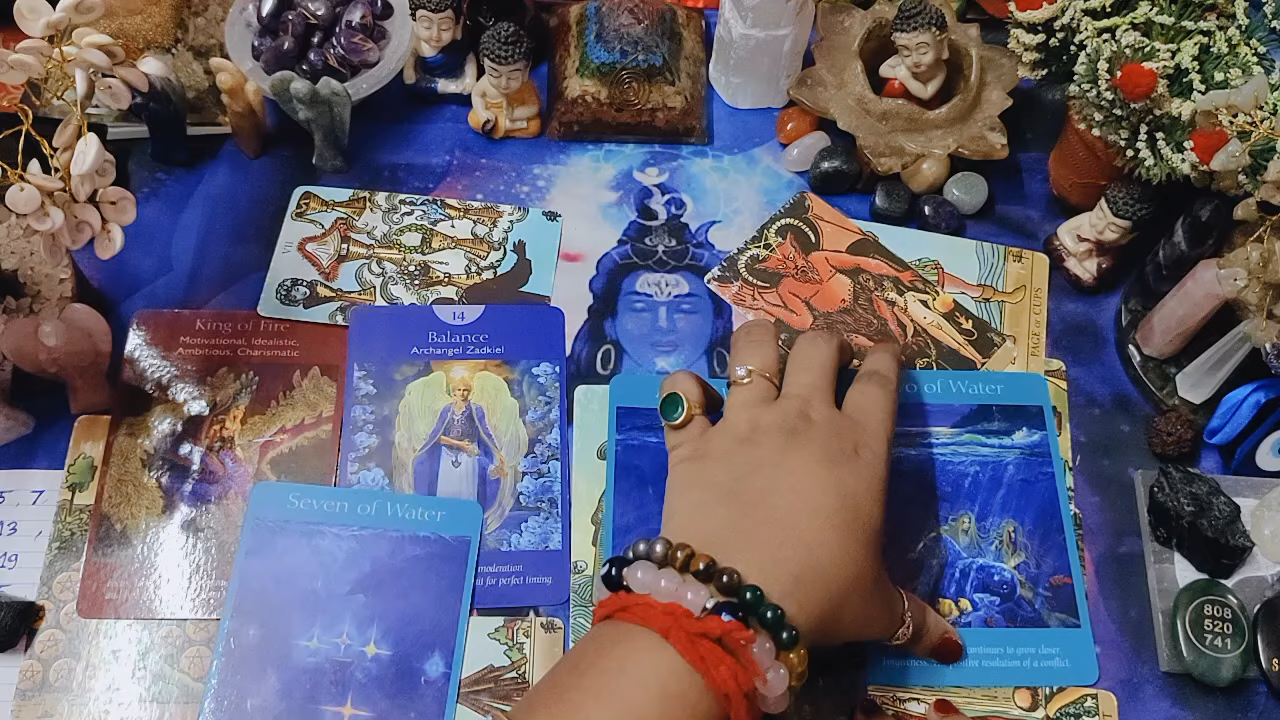 VII
PAGE of CUPS
King of Fire
Motivational, Idealistic,
Ambitious, Charismatic
14
Balance
Archangel Zadkiel
moderation
for perfect timing.
Seven of Water
o of Water
continues to grow closer.
Forgiveness. positive resolution of a conflict.
5, 7
13,
19
808
520
741